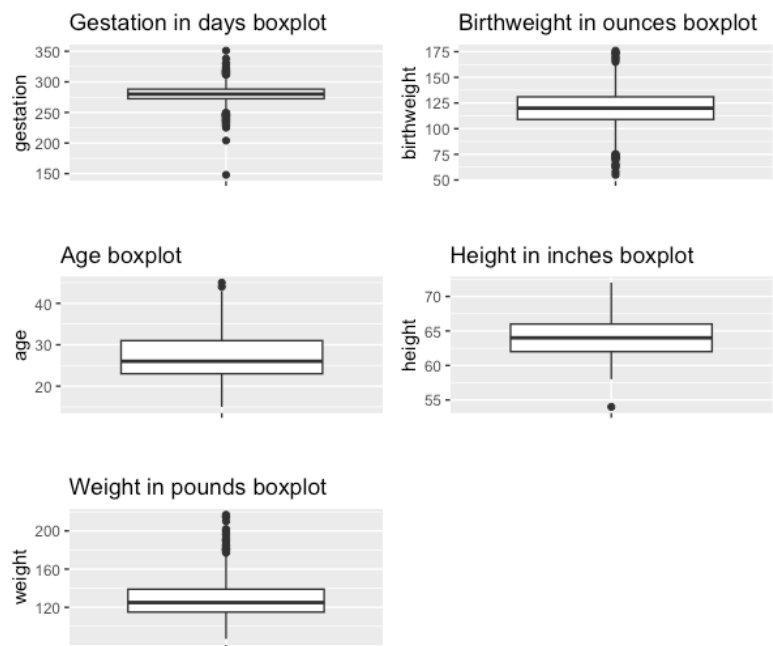 Gestation in days boxplot
350
300
250
200
150
gestation
Birthweight in ounces boxplot
175
150
125
100
75
50
birthweight
Age boxplot
40
30
20
age
Height in inches boxplot
70
65
60
55
height
Weight in pounds boxplot
200
160
120
weight